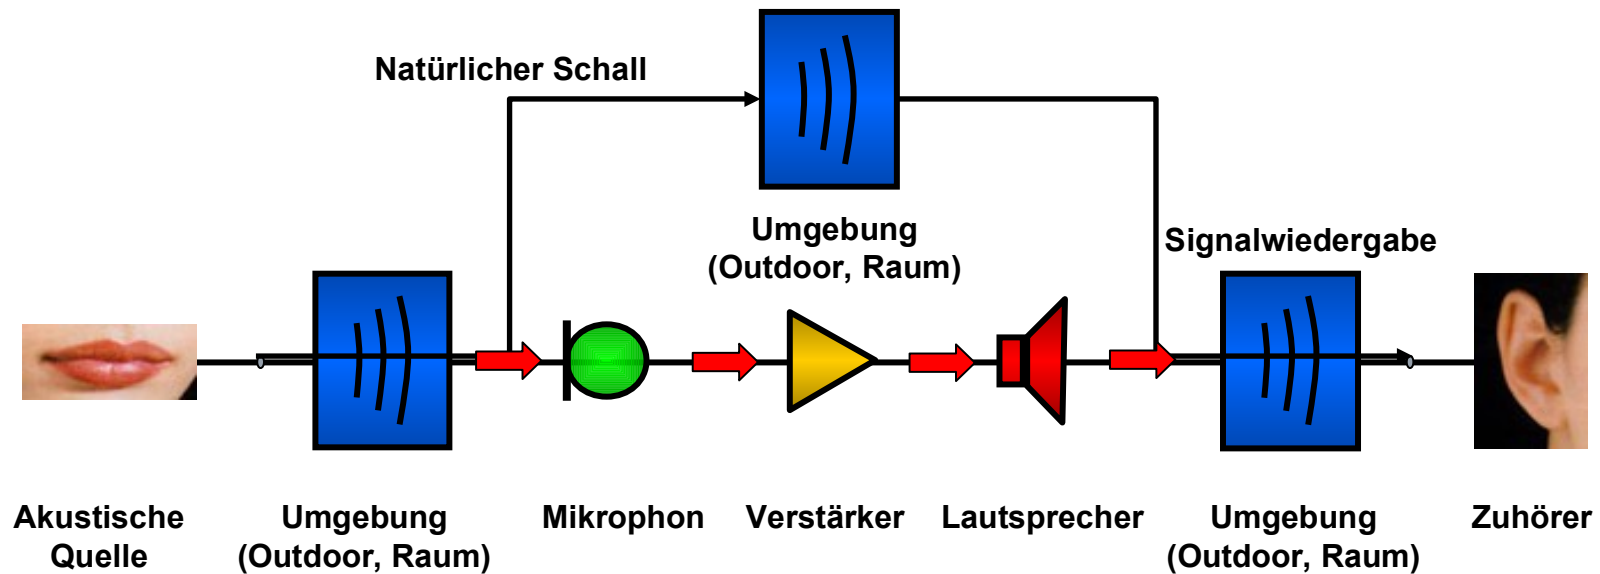 Natürlicher Schall
Umgebung
(Outdoor, Raum)
Signalwiedergabe
Akustische
Quelle
Umgebung
(Outdoor, Raum)
Mikrophon
Verstärker
Lautsprecher
Umgebung
(Outdoor, Raum)
Zuhörer